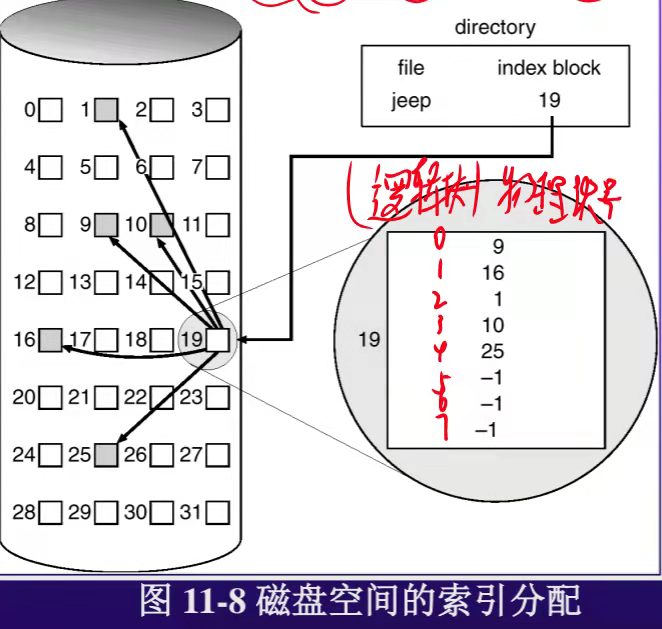 directory
file index block
jeep 19
0 1 2 3
4 5 6 7
8 9 10 11
12 13 14 15
16 17 18 19
20 21 22 23
24 25 26 27
28 29 30 31
(逻辑块) 物理块号
19
0 9
1 16
2 1
3 10
4 25
5 -1
6 -1
7 -1
图 11-8 磁盘空间的索引分配